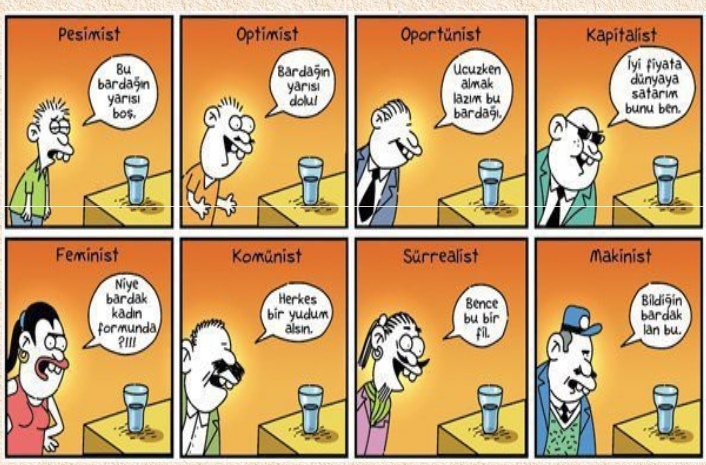 Pesimist
Bu
bardağın
yarısı
boş.
Optimist
Bardağın
yarısı
dolu!
Oportünist
Ucuzken
almak
lazım bu
bardağı.
Kapitalist
İyi fiyata
dünyaya
satarım
bunu ben.
Feminist
Niye
bardak
kadın
formunda
?!!!
Komünist
Herkes
bir yudum
alsın.
Sürrealist
Bence
bu bir
fil.
Makinist
Bildiğin
bardak
lan bu.